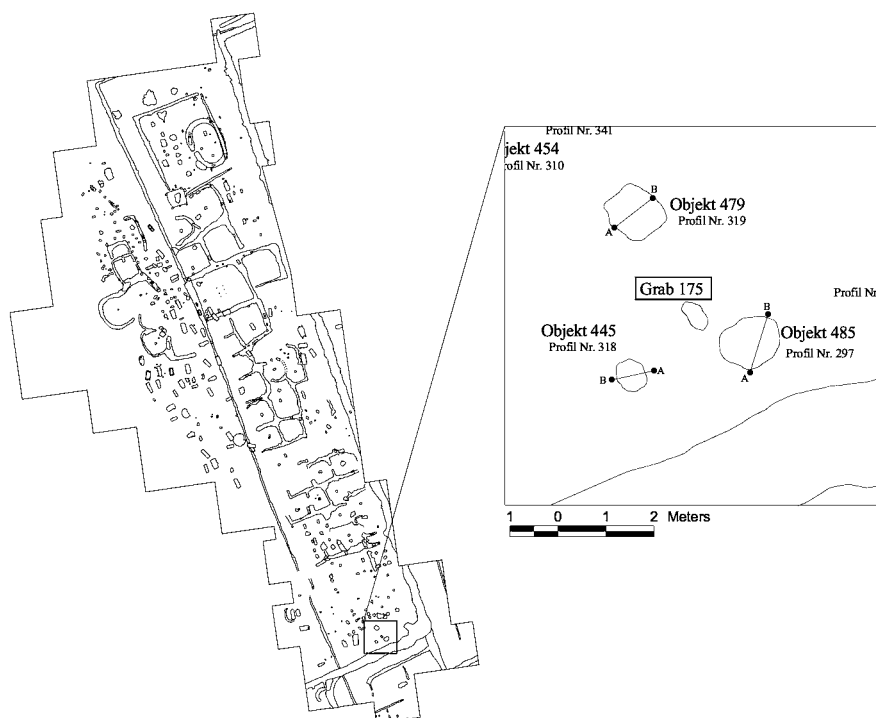 Profil Nr. 341
jekt 454
rofil Nr. 310
B
Objekt 479
Profil Nr. 319
A
Grab 175
Profil Nr
B
Objekt 445
Objekt 485
Profil Nr. 318
Profil Nr. 297
A
B
A
1 0 1 2 Meters